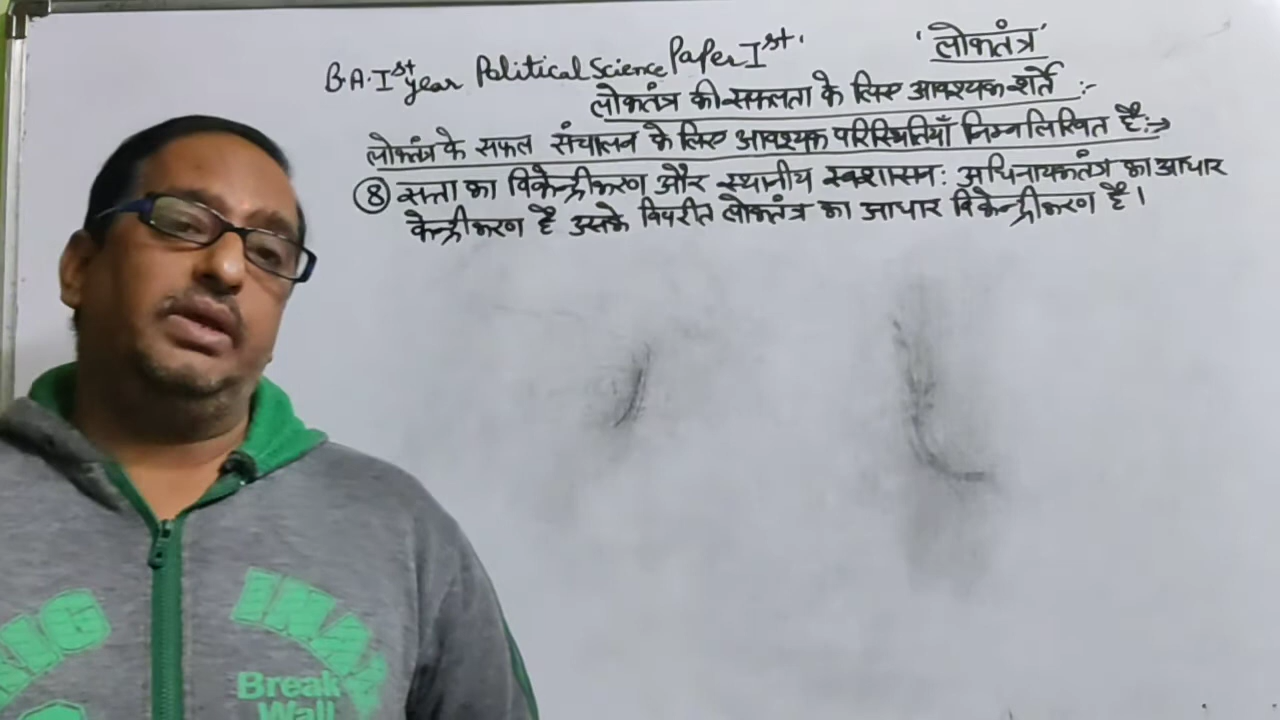 'लोकतंत्र'
B.A. Ist year Political Science Paper Ist.
लोकतंत्र की सफलता के लिए आवश्यक शर्ते :-
लोकतंत्र के सफल संचालन के लिए आवश्यक परिस्थितियाँ निम्नलिखित है:→
⑧ सत्ता का विकेन्द्रीकरण और स्थानीय स्वशासन: अधिनायकतंत्र का आधार
केन्द्रीकरण है उसके विपरीत लोकतंत्र का आधार विकेन्द्रीकरण है।
Break
Wall